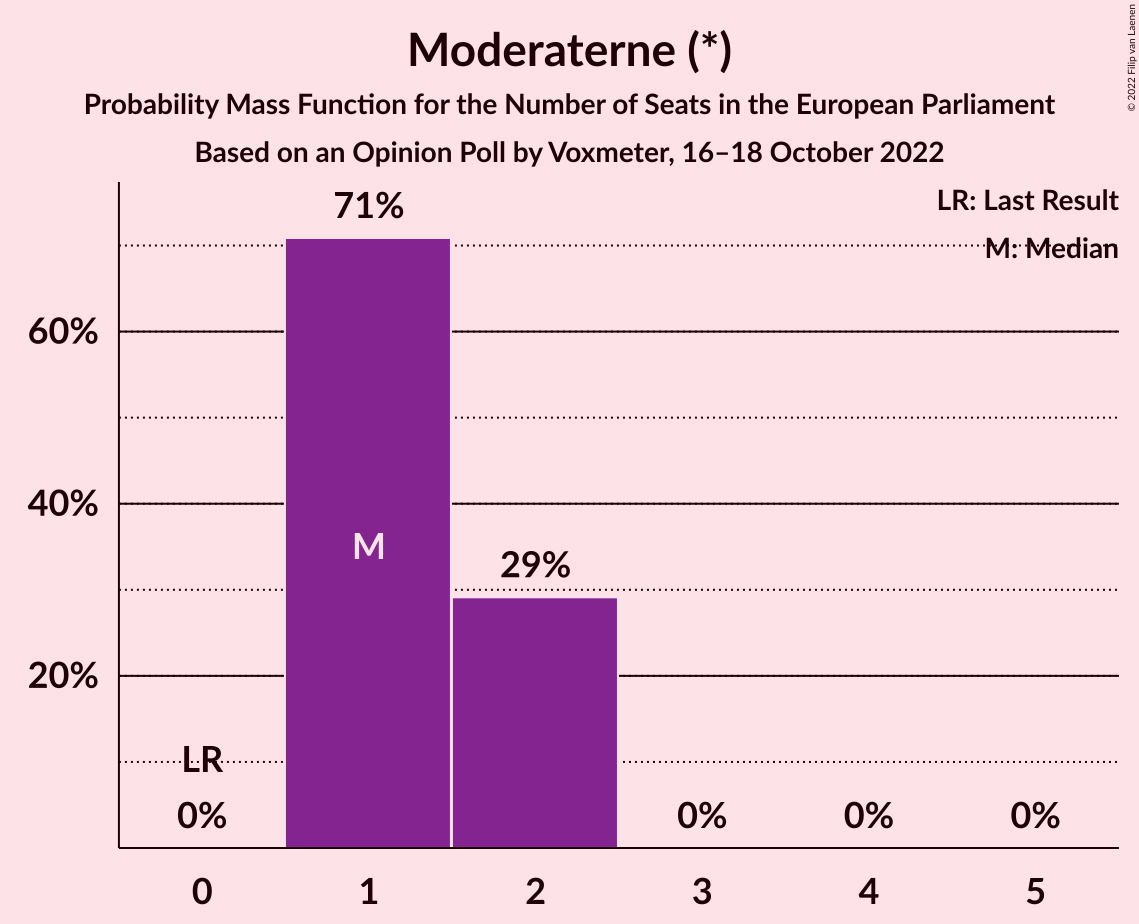 Moderaterne (*)
Probability Mass Function for the Number of Seats in the European Parliament
Based on an Opinion Poll by Voxmeter, 16–18 October 2022
© 2022 Filip van Laenen
LR: Last Result
M: Median
71%
60%
40%
M
29%
20%
LR
0%
0%
0%
0%
0
1
2
3
4
5